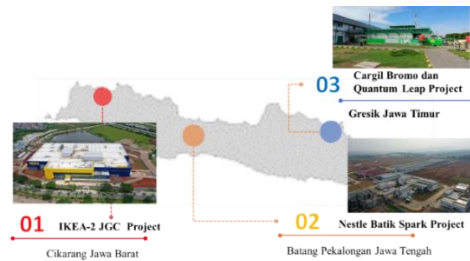 03
Cargil Bromo dan
Quantum Leap Project
Gresik Jawa Timur
01
IKEA-2 JGC Project
Cikarang Jawa Barat
02
Nestle Batik Spark Project
Batang Pekalongan Jawa Tengah